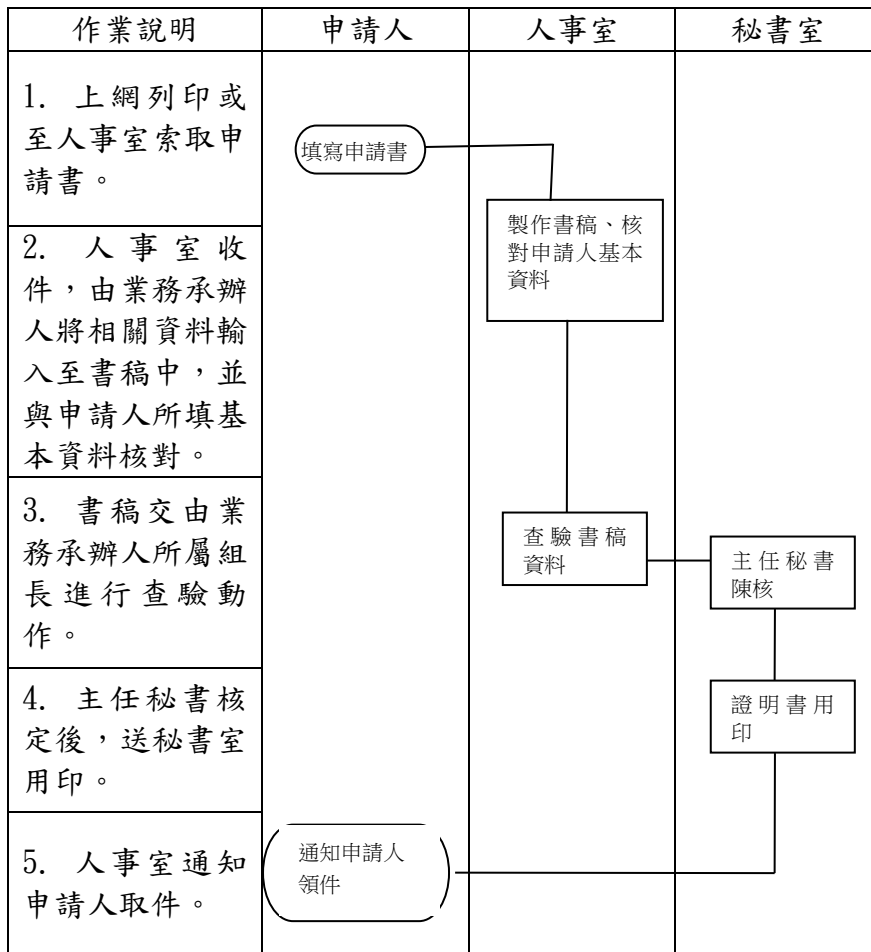 作業說明 申請人 人事室 秘書室
1. 上網列印或
至人事室索取申
請書。
填寫申請書
製作書稿、核
對申請人基本
資料
2. 人事室收
件，由業務承辦
人將相關資料輸
入至書稿中，並
與申請人所填基
本資料核對。
3. 書稿交由業
務承辦人所屬組
長進行查驗動
作。
查驗書稿
資料
主任秘書
陳核
4. 主任秘書核
定後，送秘書室
用印。
證明書用
印
5. 人事室通知
申請人取件。
通知申請人
領件